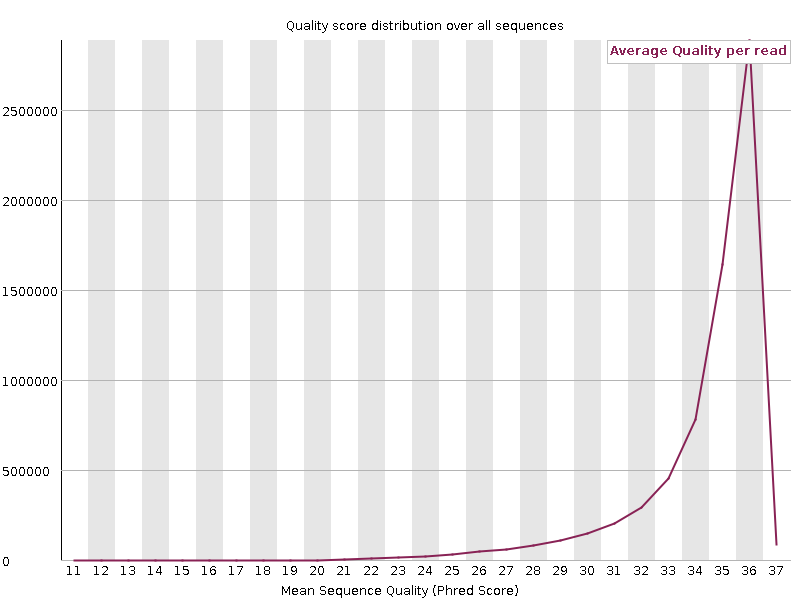 Quality score distribution over all sequences
Average Quality per read
2500000
2000000
1500000
1000000
500000
0
11 12 13 14 15 16 17 18 19 20 21 22 23 24 25 26 27 28 29 30 31 32 33 34 35 36 37
Mean Sequence Quality (Phred Score)